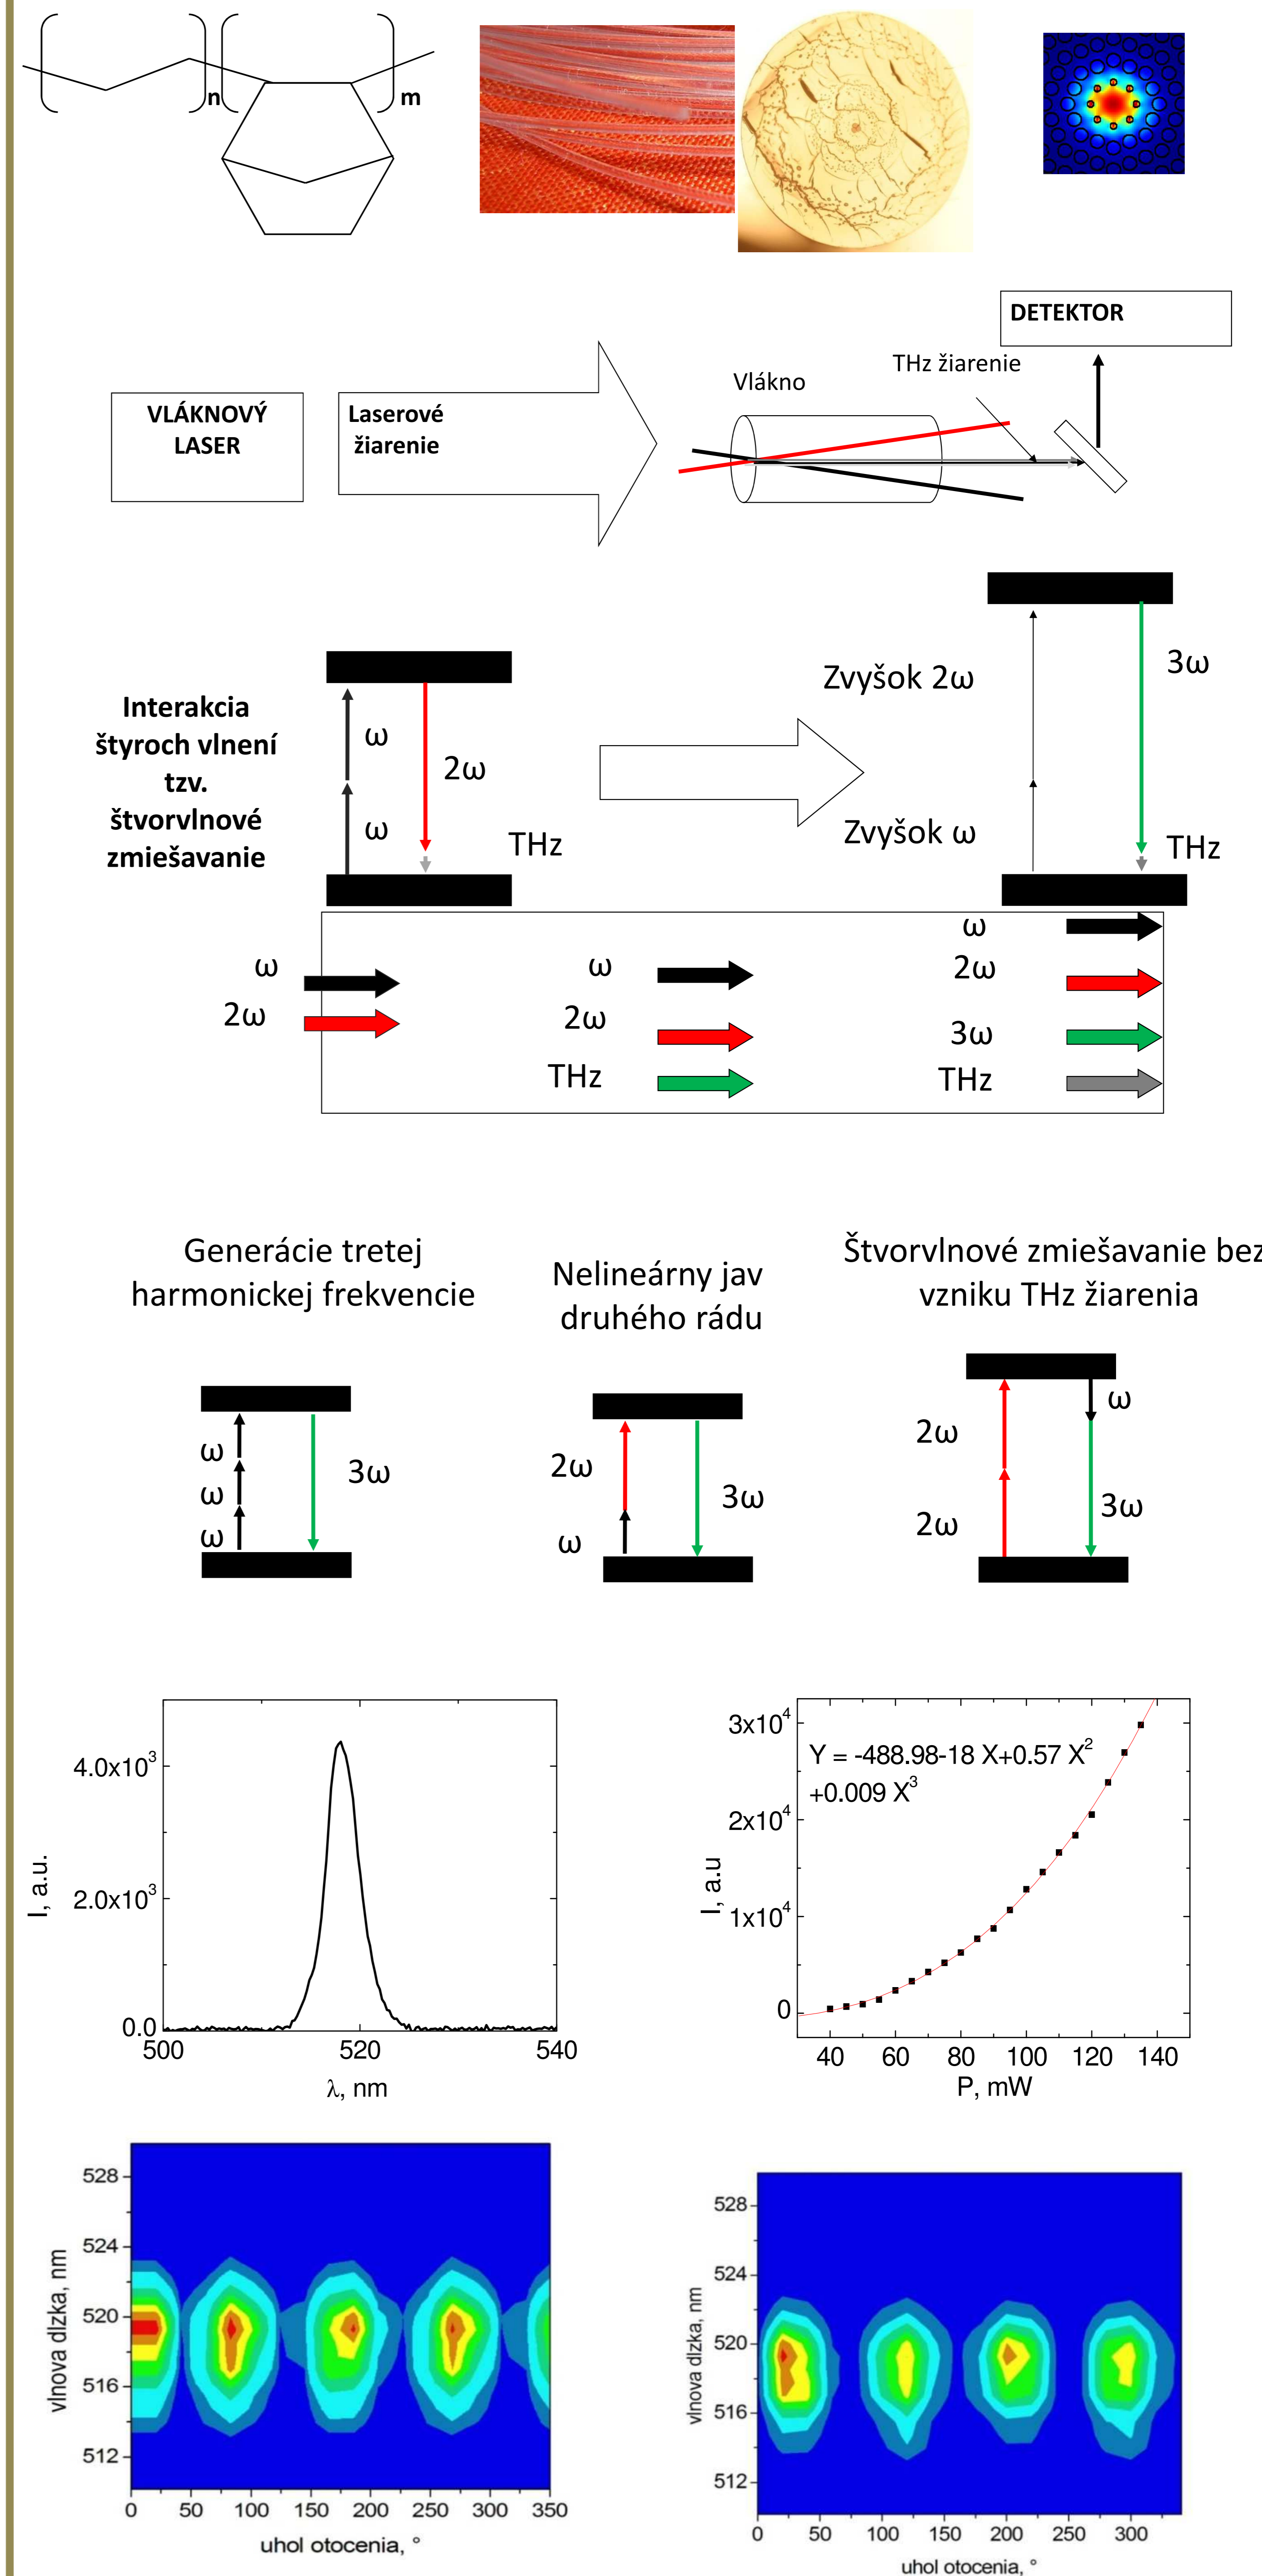 n
m
DETEKTOR
THz žiarenie
Vlákno
VLÁKNOVÝ
LASER
Laserové
žiarenie
Interakcia
štyroch vlnení
tzv.
štvorvlnové
zmiešavanie
ω
ω
2ω
THz
Zvyšok 2ω
Zvyšok ω
3ω
THz
ω
2ω
ω
2ω
THz
ω
2ω
3ω
THz
Generácie tretej
harmonickej frekvencie
Nelineárny jav
druhého rádu
Štvorvlnové zmiešavanie bez
vzniku THz žiarenia
ω
ω
ω
3ω
2ω
ω
3ω
2ω
2ω
ω
3ω
4.0x10³
2.0x10³
0.0
I, a.u.
500 520 540
λ, nm
Y = -488.98-18 X+0.57 X²
+0.009 X³
3x10⁴
2x10⁴
1x10⁴
0
I, a.u
40 60 80 100 120 140
P, mW
528
524
520
516
512
vlnova dlzka, nm
0 50 100 150 200 250 300 350
uhol otocenia, °
528
524
520
516
512
vlnova dlzka, nm
0 50 100 150 200 250 300
uhol otocenia, °